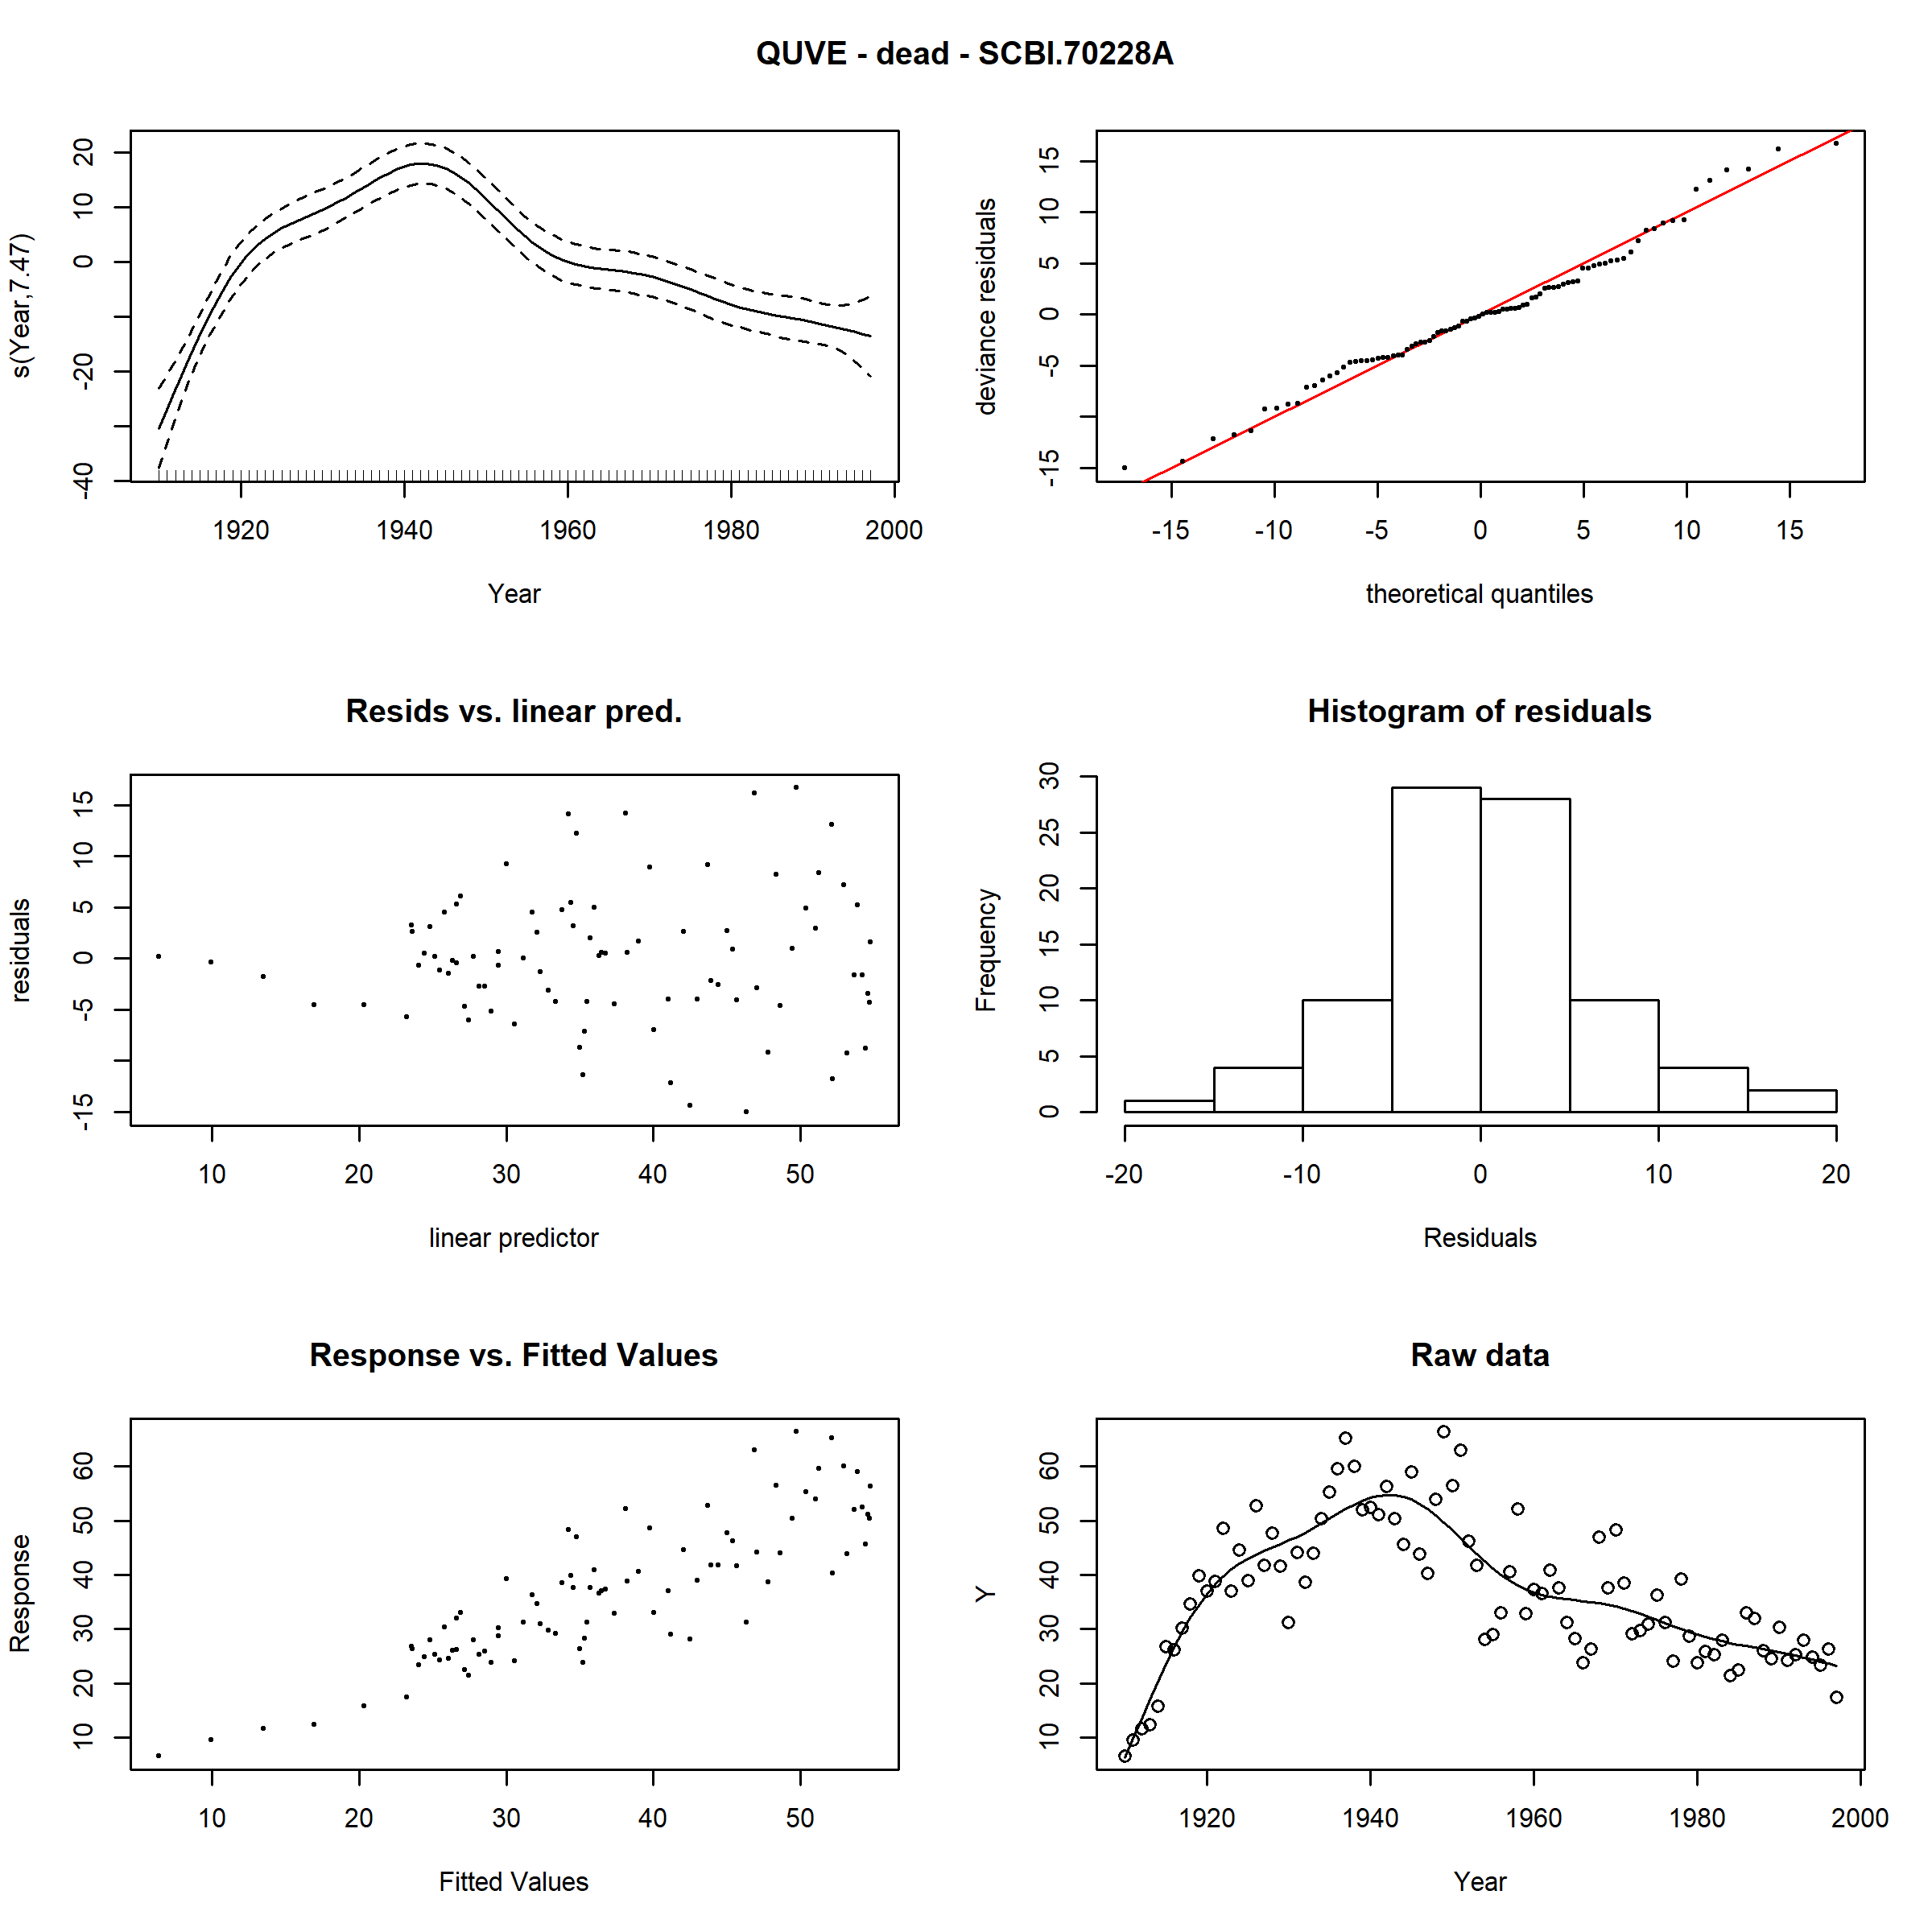 QUVE - dead - SCBI.70228A
s(Year,7.47)
20
10
0
-20
-40
1920 1940 1960 1980 2000
Year
deviance residuals
15
10
5
0
-5
-15
-15 -10 -5 0 5 10 15
theoretical quantiles
Resids vs. linear pred.
residuals
15
10
5
0
-5
-15
10 20 30 40 50
linear predictor
Histogram of residuals
Frequency
30
25
20
15
10
5
0
-20 -10 0 10 20
Residuals
Response vs. Fitted Values
Response
60
50
40
30
20
10
10 20 30 40 50
Fitted Values
Raw data
Y
60
50
40
30
20
10
1920 1940 1960 1980 2000
Year